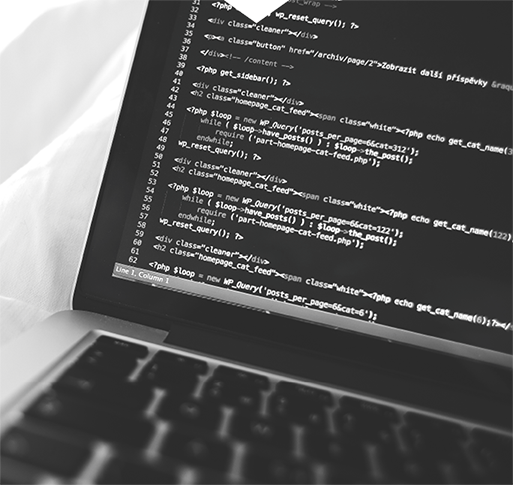 31
32 <?php wp_reset_query(); ?>
33
34 <div class="cleaner"></div>
35
36 <p><a class="button" href="/archiv/page/2">Zobrazit další příspěvky &raqu
37
38 </div><!-- /content -->
39
40 <?php get_sidebar(); ?>
41
42 <div class="cleaner"></div>
43 <h2 class="homepage_cat_feed"><span class="white"><?php echo get_cat_name(3
44
45 <?php $loop = new WP_Query('posts_per_page=6&cat=312');
46 while ( $loop->have_posts() ) : $loop->the_post();
47 require ('part-homepage-cat-feed.php');
48 endwhile;
49 wp_reset_query(); ?>
50
51 <div class="cleaner"></div>
52 <h2 class="homepage_cat_feed"><span class="white"><?php echo get_cat_name(122);
53
54 <?php $loop = new WP_Query('posts_per_page=6&cat=122');
55 while ( $loop->have_posts() ) : $loop->the_post();
56 require ('part-homepage-cat-feed.php');
57 endwhile;
58 wp_reset_query(); ?>
59
60 <div class="cleaner"></div>
61 <h2 class="homepage_cat_feed"><span class="white"><?php echo get_cat_name(6);?></
62
<?php $loop = new WP_Query('posts_per_page=6&cat=6');
Line 1, Column 1